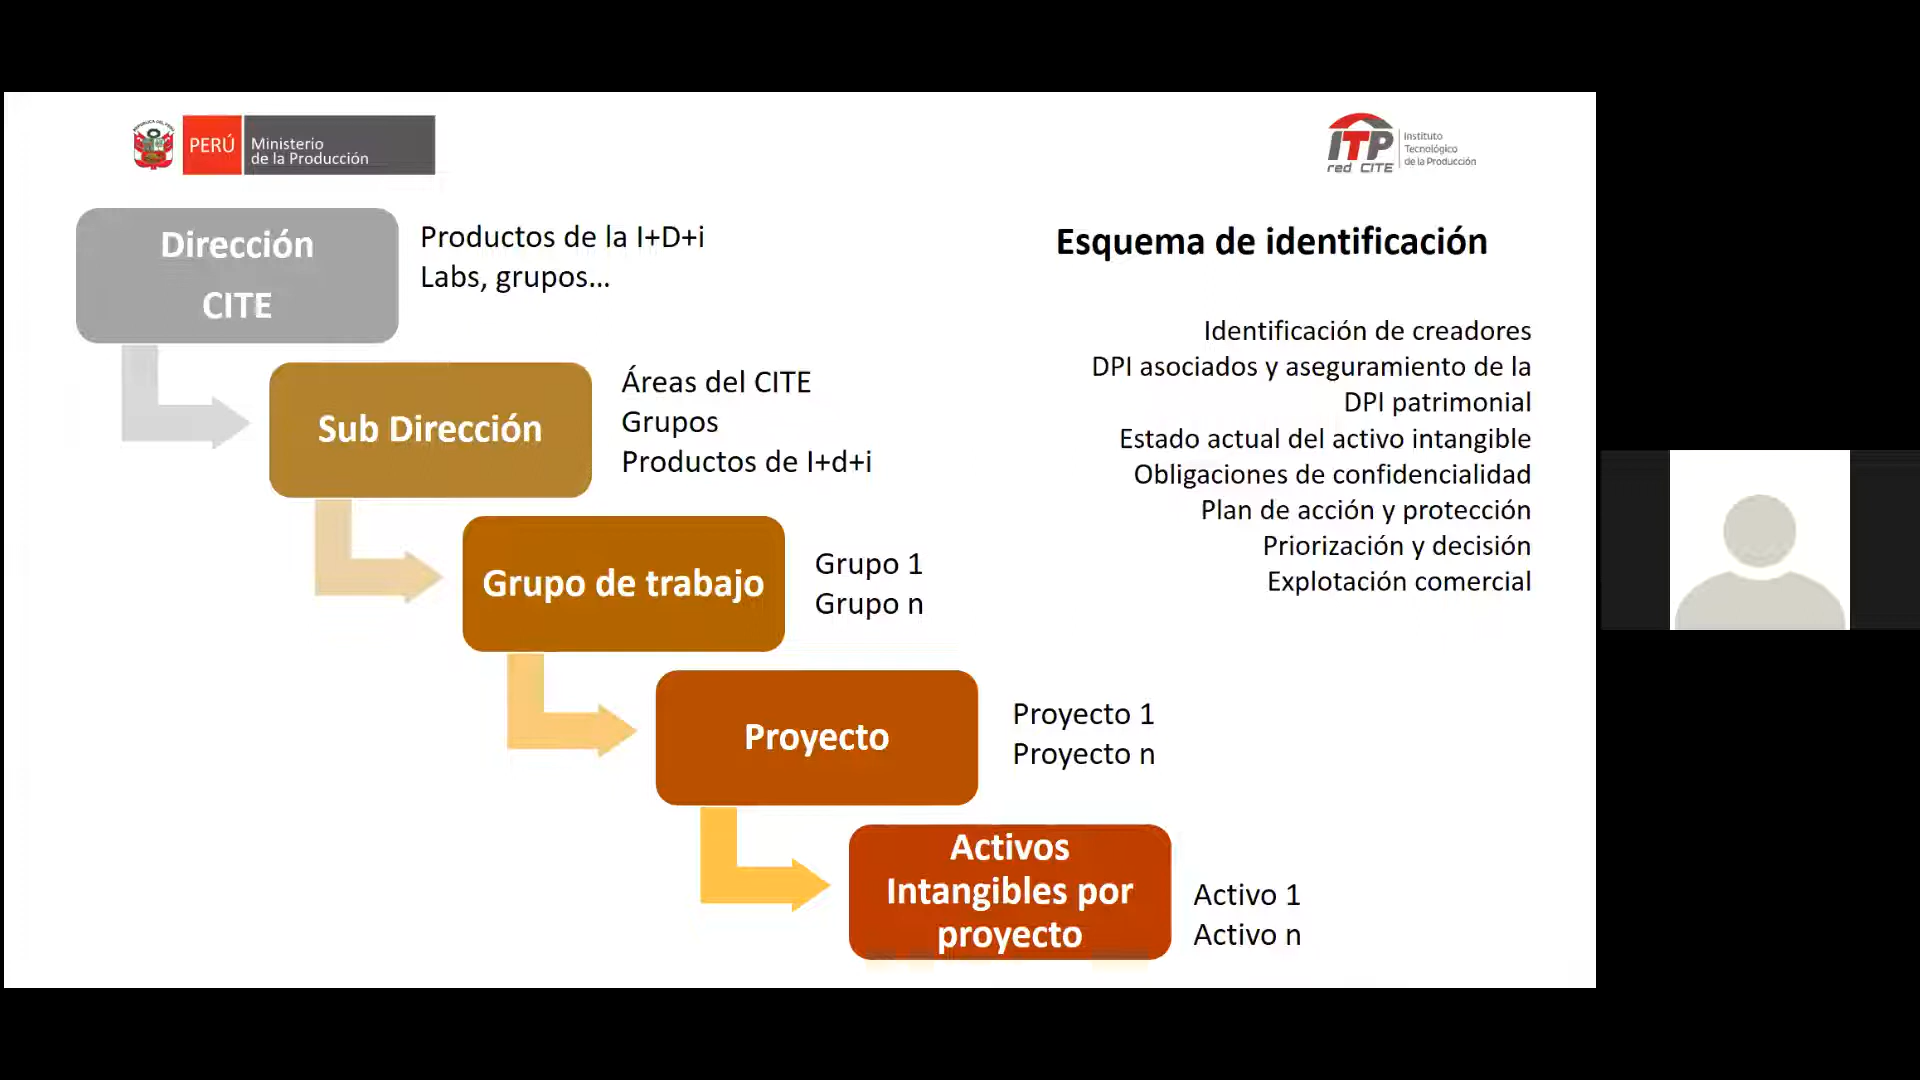 PERÚ
Ministerio
de la Producción
ITP
red CITE
Instituto
Tecnológico
de la Producción
Dirección
CITE
Productos de la I+D+i
Labs, grupos...
Esquema de identificación
Identificación de creadores
DPI asociados y aseguramiento de la
DPI patrimonial
Estado actual del activo intangible
Obligaciones de confidencialidad
Plan de acción y protección
Priorización y decisión
Explotación comercial
Sub Dirección
Áreas del CITE
Grupos
Productos de I+d+i
Grupo de trabajo
Grupo 1
Grupo n
Proyecto
Proyecto 1
Proyecto n
Activos
Intangibles por
proyecto
Activo 1
Activo n